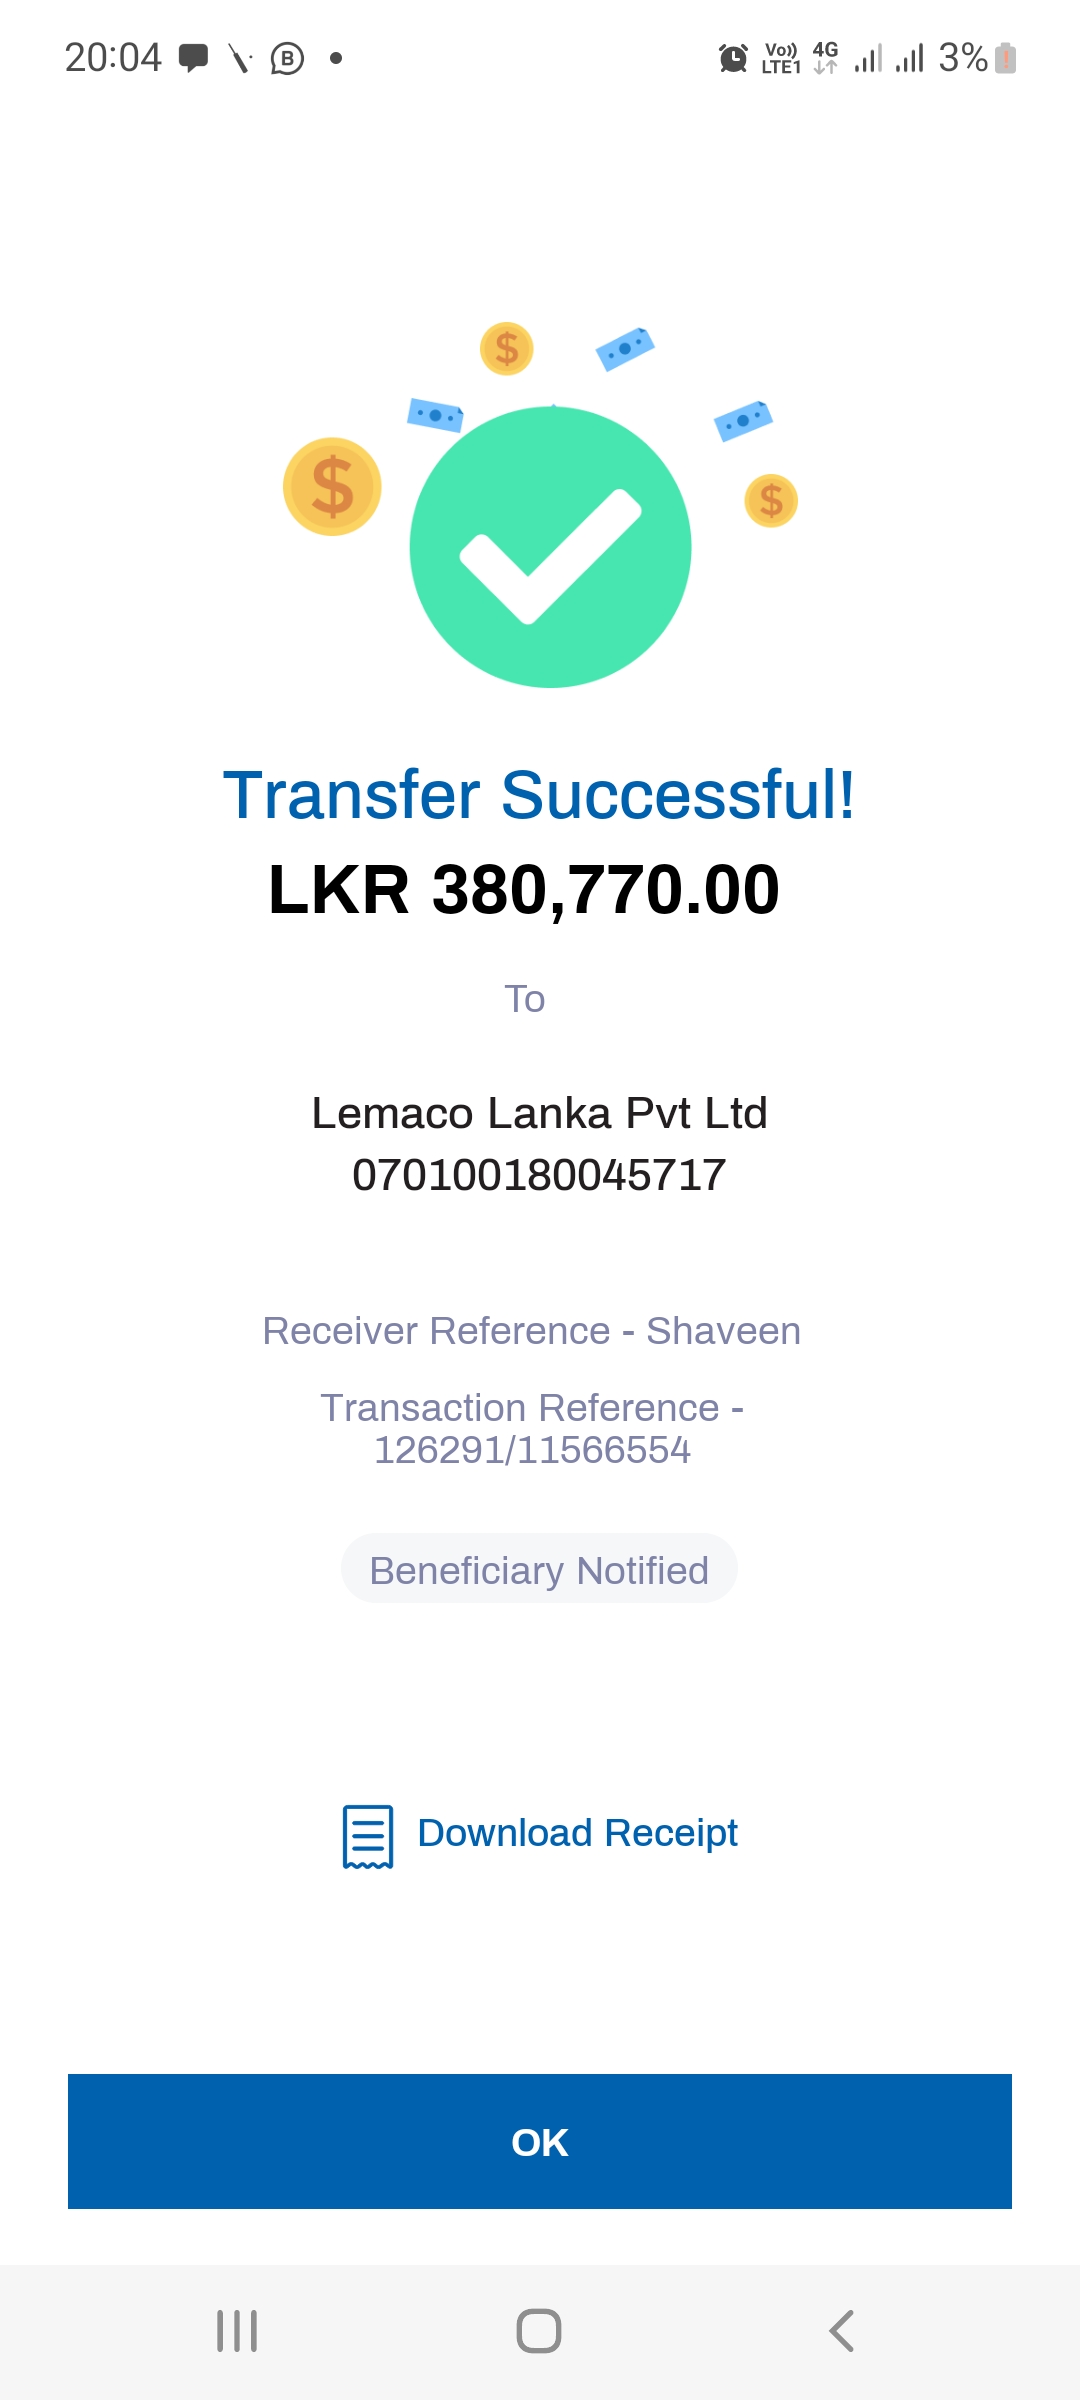 20:04
B
Vo)) 4G
LTE1
3%
Transfer Successful!
LKR 380,770.00
To
Lemaco Lanka Pvt Ltd
070100180045717
Receiver Reference - Shaveen
Transaction Reference -
126291/11566554
Beneficiary Notified
Download Receipt
OK